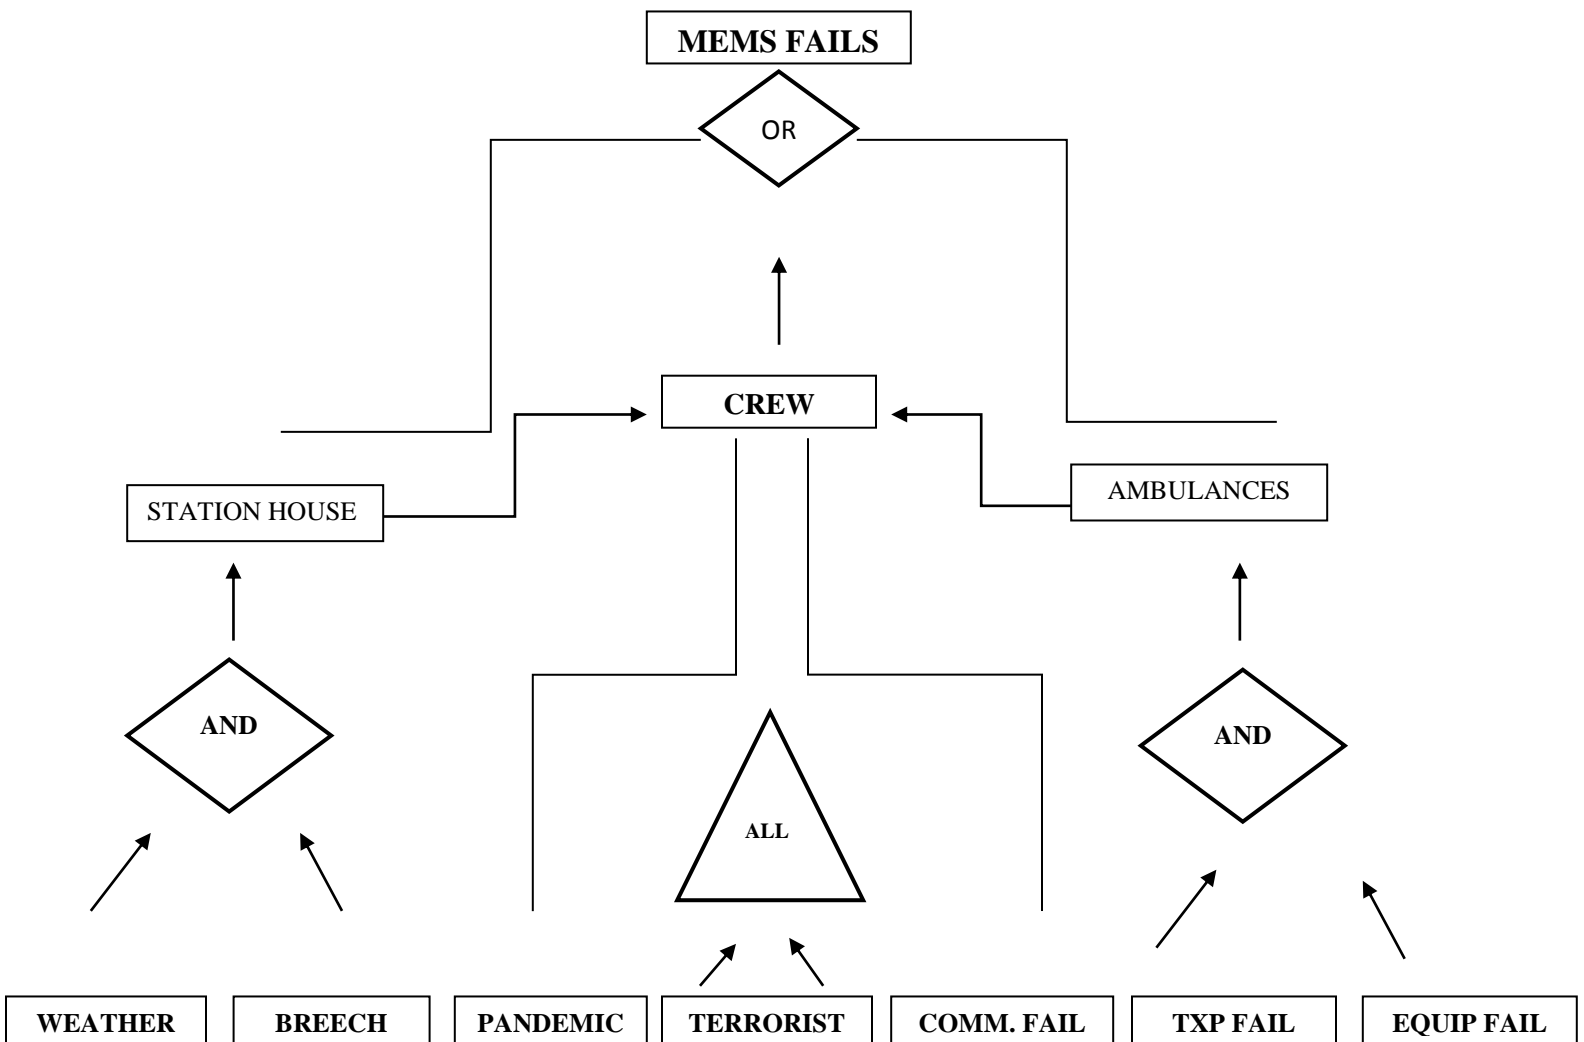 MEMS FAILS
OR
CREW
STATION HOUSE
AMBULANCES
AND
AND
ALL
WEATHER
BREECH
PANDEMIC
TERRORIST
COMM. FAIL
TXP FAIL
EQUIP FAIL